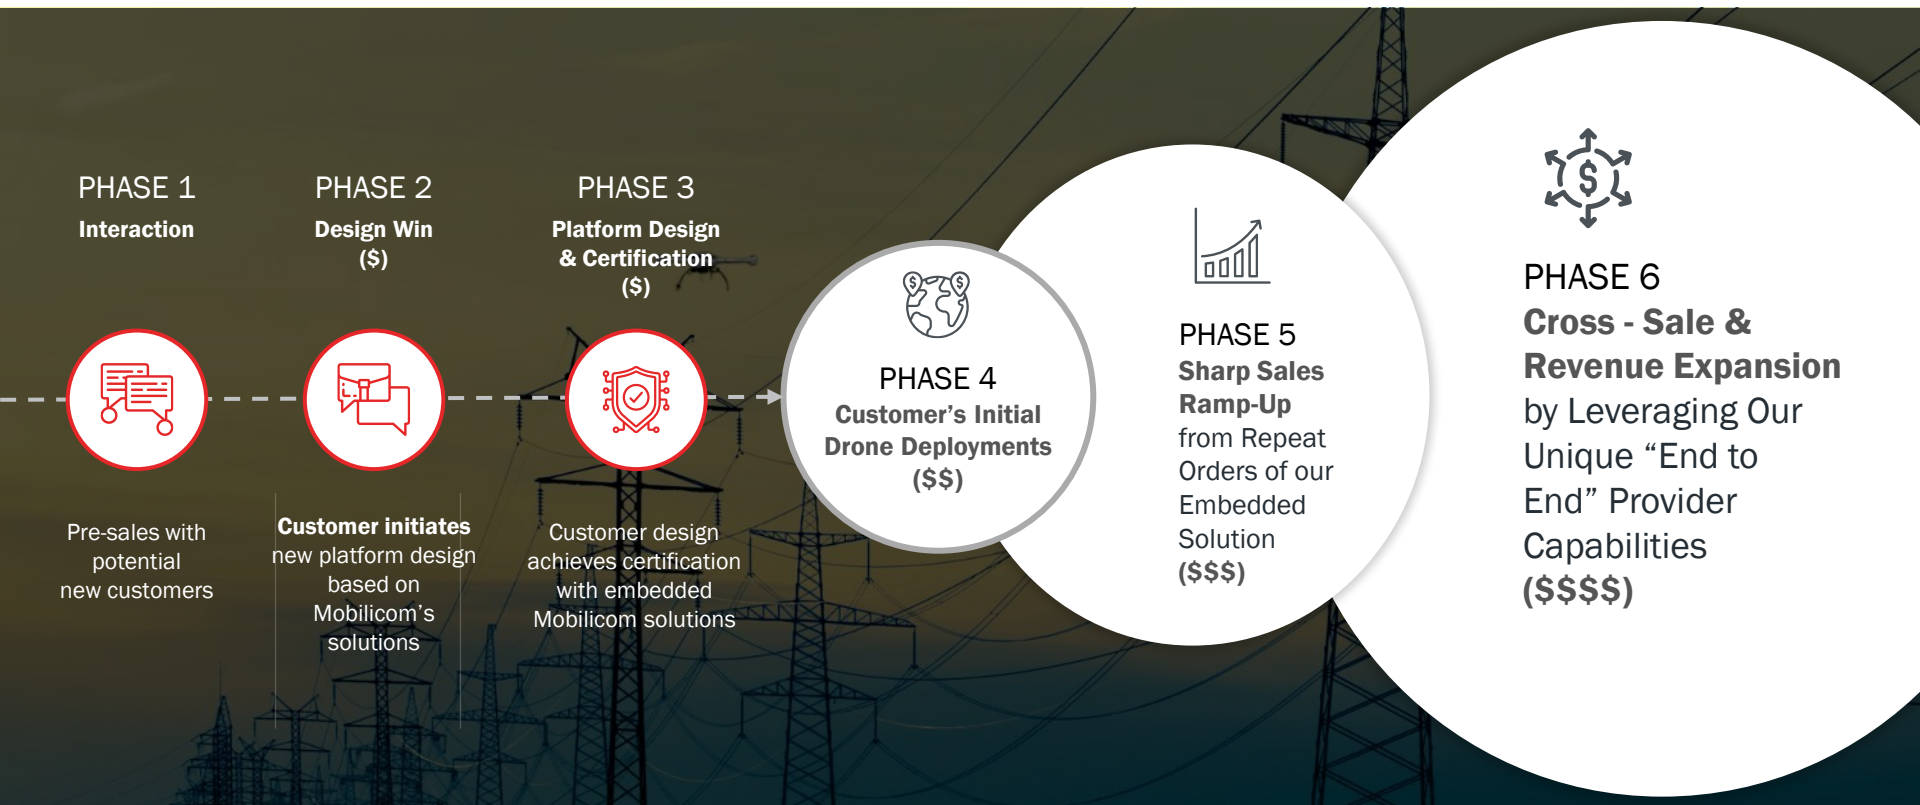 PHASE 1
Interaction
Pre-sales with
potential
new customers
PHASE 2
Design Win
($)
Customer initiates
new platform design
based on
Mobilicom’s
solutions
PHASE 3
Platform Design
& Certification
($)
Customer design
achieves certification
with embedded
Mobilicom solutions
$ $
PHASE 4
Customer’s Initial
Drone Deployments
($$)
PHASE 5
Sharp Sales
Ramp-Up
from Repeat
Orders of our
Embedded
Solution
($$$)
$
PHASE 6
Cross - Sale &
Revenue Expansion
by Leveraging Our
Unique “End to
End” Provider
Capabilities
($$$$)